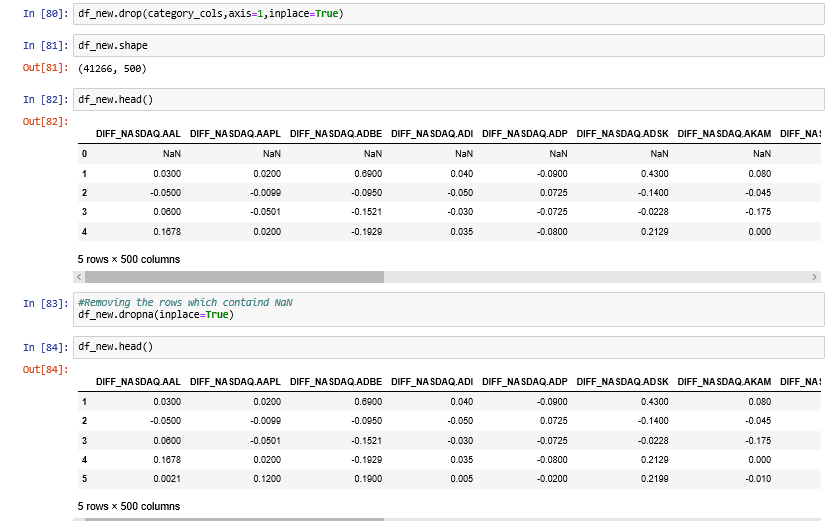 In [80]: df_new.drop(category_cols,axis=1,inplace=True)
In [81]: df_new.shape
Out[81]: (41266, 500)
In [82]: df_new.head()
Out[82]:
DIFF_NASDAQ.AAL DIFF_NASDAQ.AAPL DIFF_NASDAQ.ADBE DIFF_NASDAQ.ADI DIFF_NASDAQ.ADP DIFF_NASDAQ.ADSK DIFF_NASDAQ.AKAM DIFF_NAS
0 NaN NaN NaN NaN NaN NaN NaN
1 0.0300 0.0200 0.6900 0.040 -0.0900 0.4300 0.080
2 -0.0500 -0.0099 -0.0950 -0.050 0.0725 -0.1400 -0.045
3 0.0600 -0.0501 -0.1521 -0.030 -0.0725 -0.0228 -0.175
4 0.1678 0.0200 -0.1929 0.035 -0.0800 0.2129 0.000
5 rows × 500 columns
In [83]: #Removing the rows which containd NaN
df_new.dropna(inplace=True)
In [84]: df_new.head()
Out[84]:
DIFF_NASDAQ.AAL DIFF_NASDAQ.AAPL DIFF_NASDAQ.ADBE DIFF_NASDAQ.ADI DIFF_NASDAQ.ADP DIFF_NASDAQ.ADSK DIFF_NASDAQ.AKAM DIFF_NAS
1 0.0300 0.0200 0.6900 0.040 -0.0900 0.4300 0.080
2 -0.0500 -0.0099 -0.0950 -0.050 0.0725 -0.1400 -0.045
3 0.0600 -0.0501 -0.1521 -0.030 -0.0725 -0.0228 -0.175
4 0.1678 0.0200 -0.1929 0.035 -0.0800 0.2129 0.000
5 0.0021 0.1200 0.1900 0.005 -0.0200 0.2199 -0.010
5 rows × 500 columns